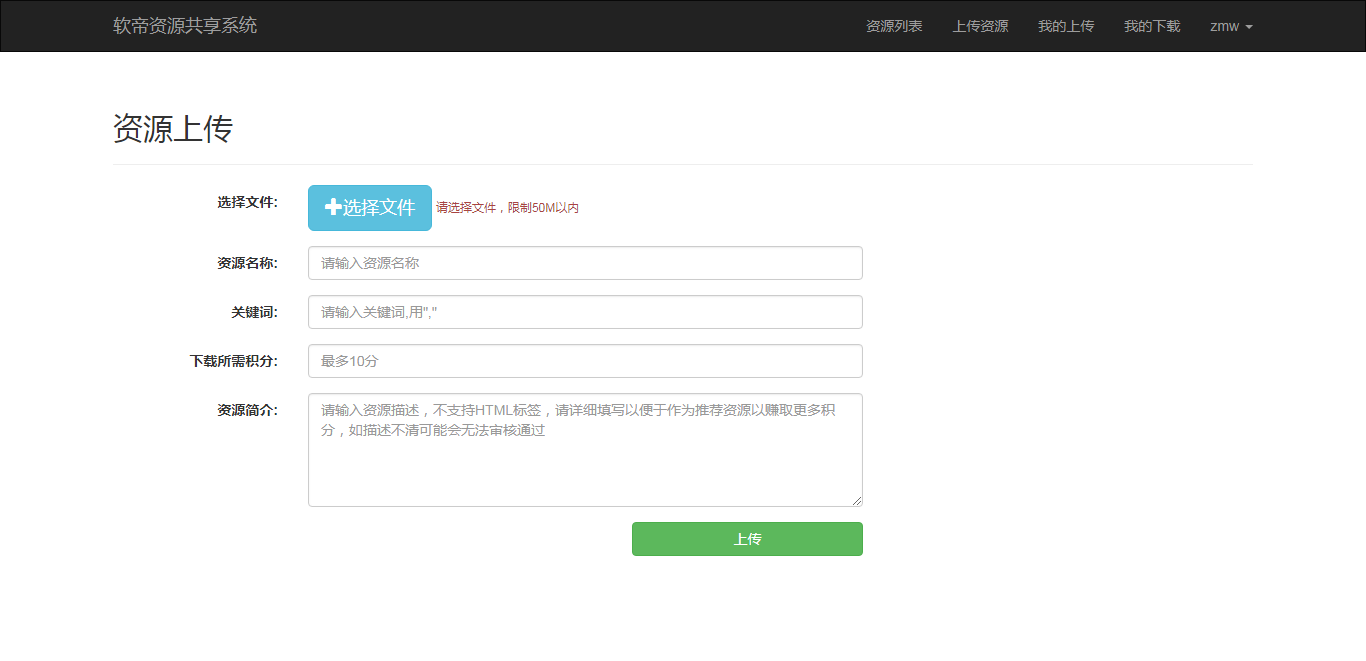 软帝资源共享系统 资源列表 上传资源 我的上传 我的下载 zmw
资源上传
选择文件: 选择文件 请选择文件，限制50M以内
资源名称: 请输入资源名称
关键词: 请输入关键词,用","
下载所需积分: 最多10分
资源简介: 请输入资源描述，不支持HTML标签，请详细填写以便于作为推荐资源以赚取更多积
分，如描述不清可能会无法审核通过
上传